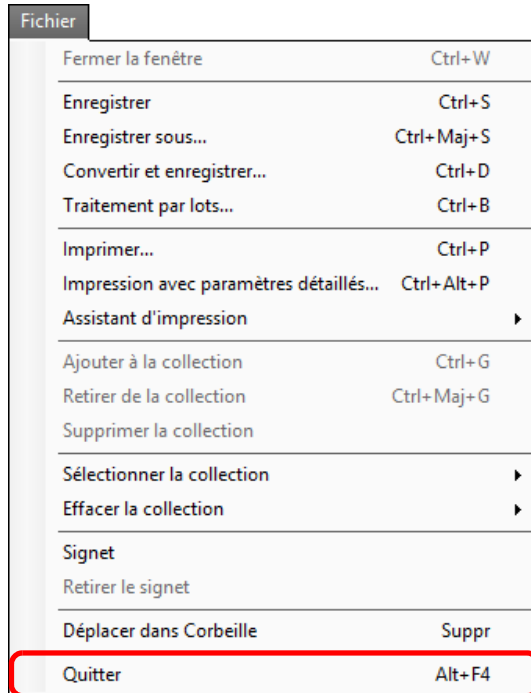 Fichier
Fermer la fenêtre Ctrl+W
Enregistrer Ctrl+S
Enregistrer sous... Ctrl+Maj+S
Convertir et enregistrer... Ctrl+D
Traitement par lots... Ctrl+B
Imprimer... Ctrl+P
Impression avec paramètres détaillés... Ctrl+Alt+P
Assistant d'impression
Ajouter à la collection Ctrl+G
Retirer de la collection Ctrl+Maj+G
Supprimer la collection
Sélectionner la collection
Effacer la collection
Signet
Retirer le signet
Déplacer dans Corbeille Suppr
Quitter Alt+F4